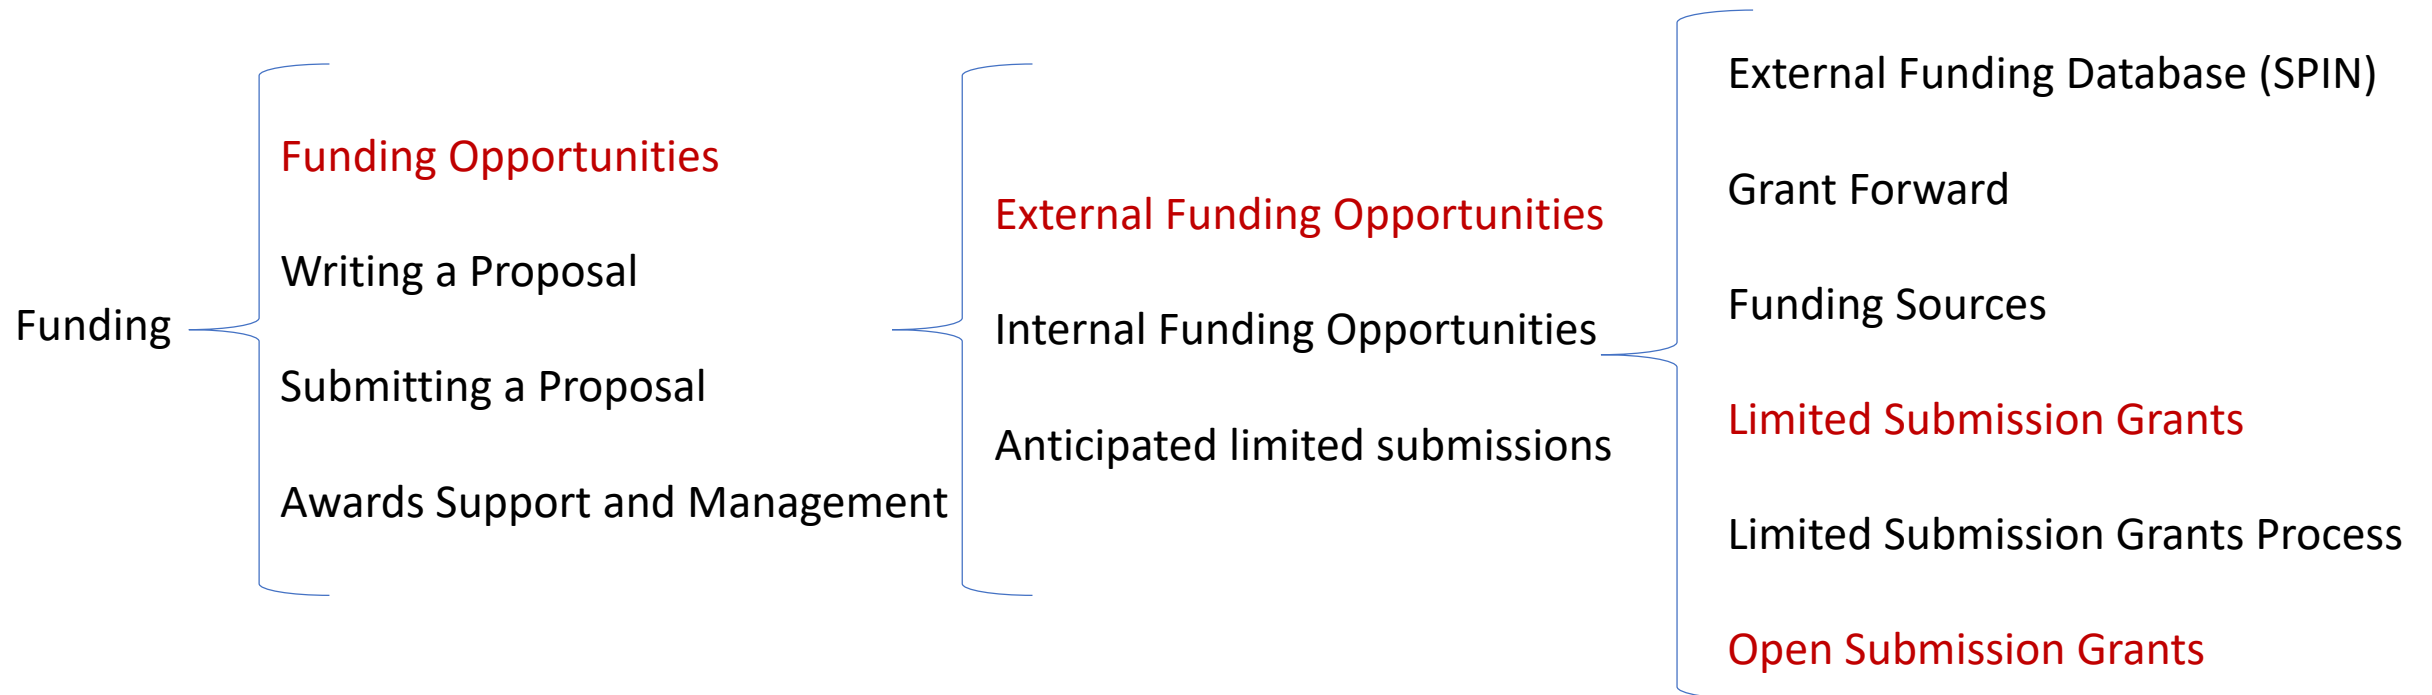 Funding
Funding Opportunities
Writing a Proposal
Submitting a Proposal
Awards Support and Management
External Funding Opportunities
Internal Funding Opportunities
Anticipated limited submissions
External Funding Database (SPIN)
Grant Forward
Funding Sources
Limited Submission Grants
Limited Submission Grants Process
Open Submission Grants